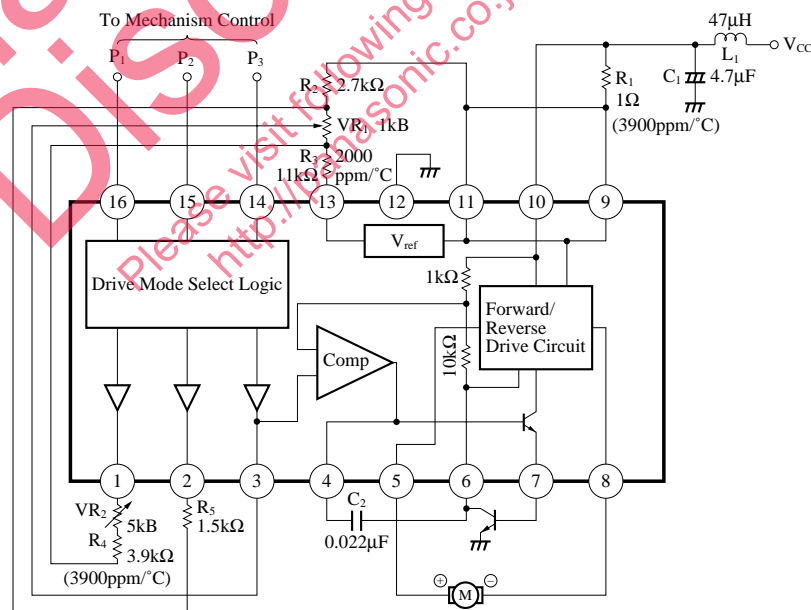 To Mechanism Control
P1 P2 P3
R2 2.7kΩ
VR1 1kB
R3 2000 ppm/°C
11kΩ
47μH
L1
VCC
C1 4.7μF
R1
1Ω
(3900ppm/°C)
16 15 14 13 12 11 10 9
Vref
Drive Mode Select Logic
1kΩ
10kΩ
Forward/
Reverse
Drive Circuit
Comp
1 2 3 4 5 6 7 8
VR2
5kB
R4
3.9kΩ
(3900ppm/°C)
R5
1.5kΩ
C2
0.022μF
+ M −
Please visit following
http://panasonic.co.j
Disc